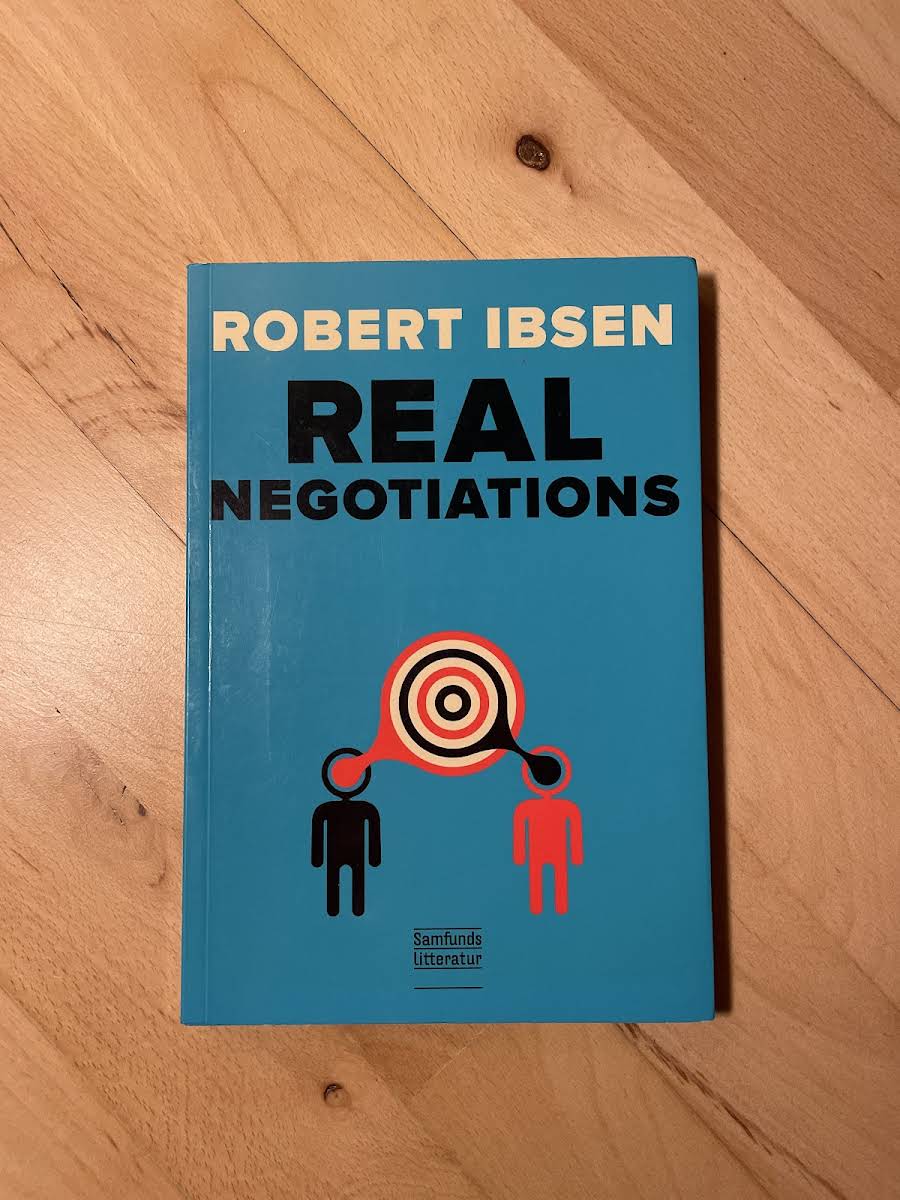 ROBERT IBSEN
REAL
NEGOTIATIONS
Samfunds
litteratur